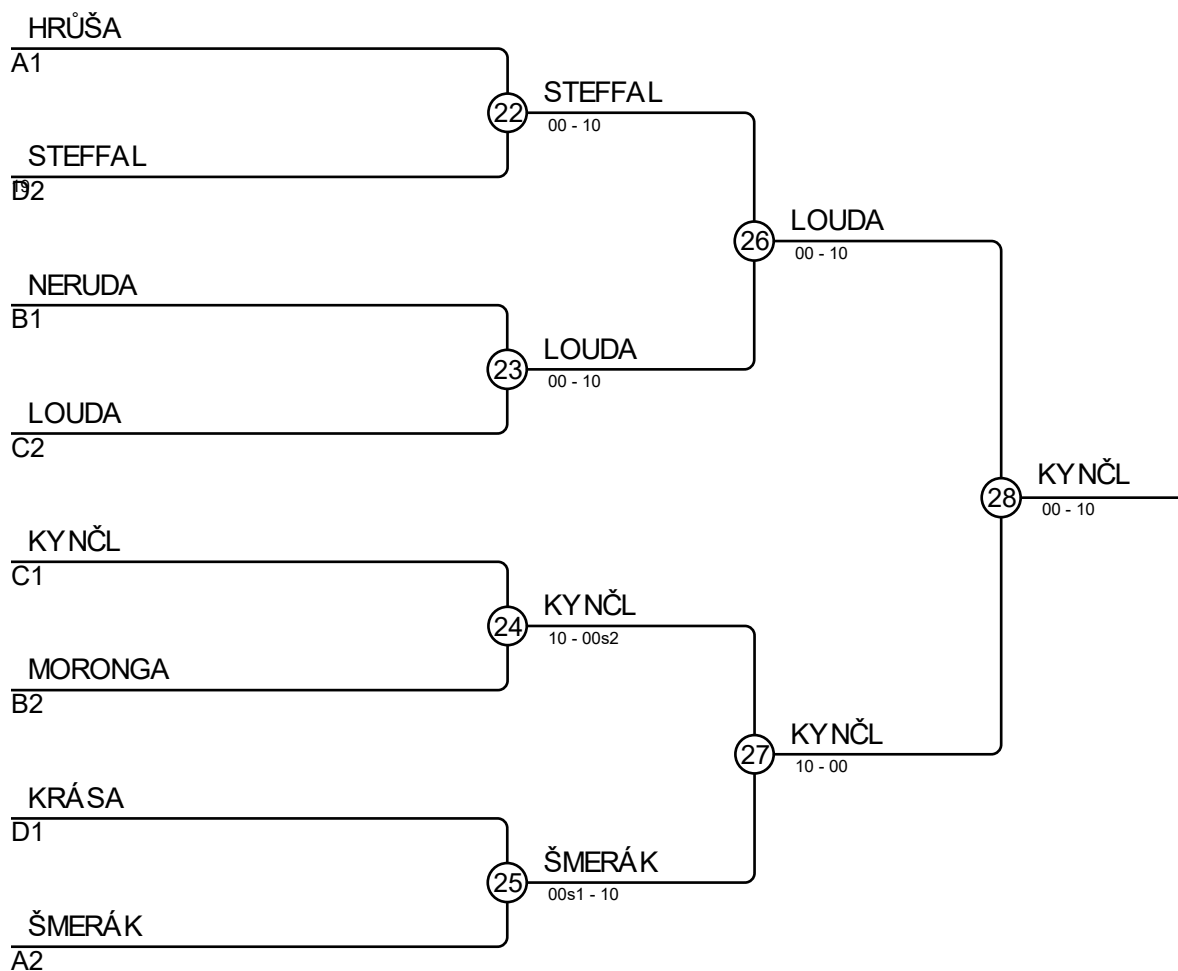 HRŮŠA
A1
22
STEFFAL
00 - 10
STEFFAL
19
D2
26
LOUDA
00 - 10
NERUDA
B1
23
LOUDA
00 - 10
LOUDA
C2
28
KYNČL
00 - 10
KYNČL
C1
24
KYNČL
10 - 00s2
MORONGA
B2
27
KYNČL
10 - 00
KRÁSA
D1
25
ŠMERÁK
00s1 - 10
ŠMERÁK
A2